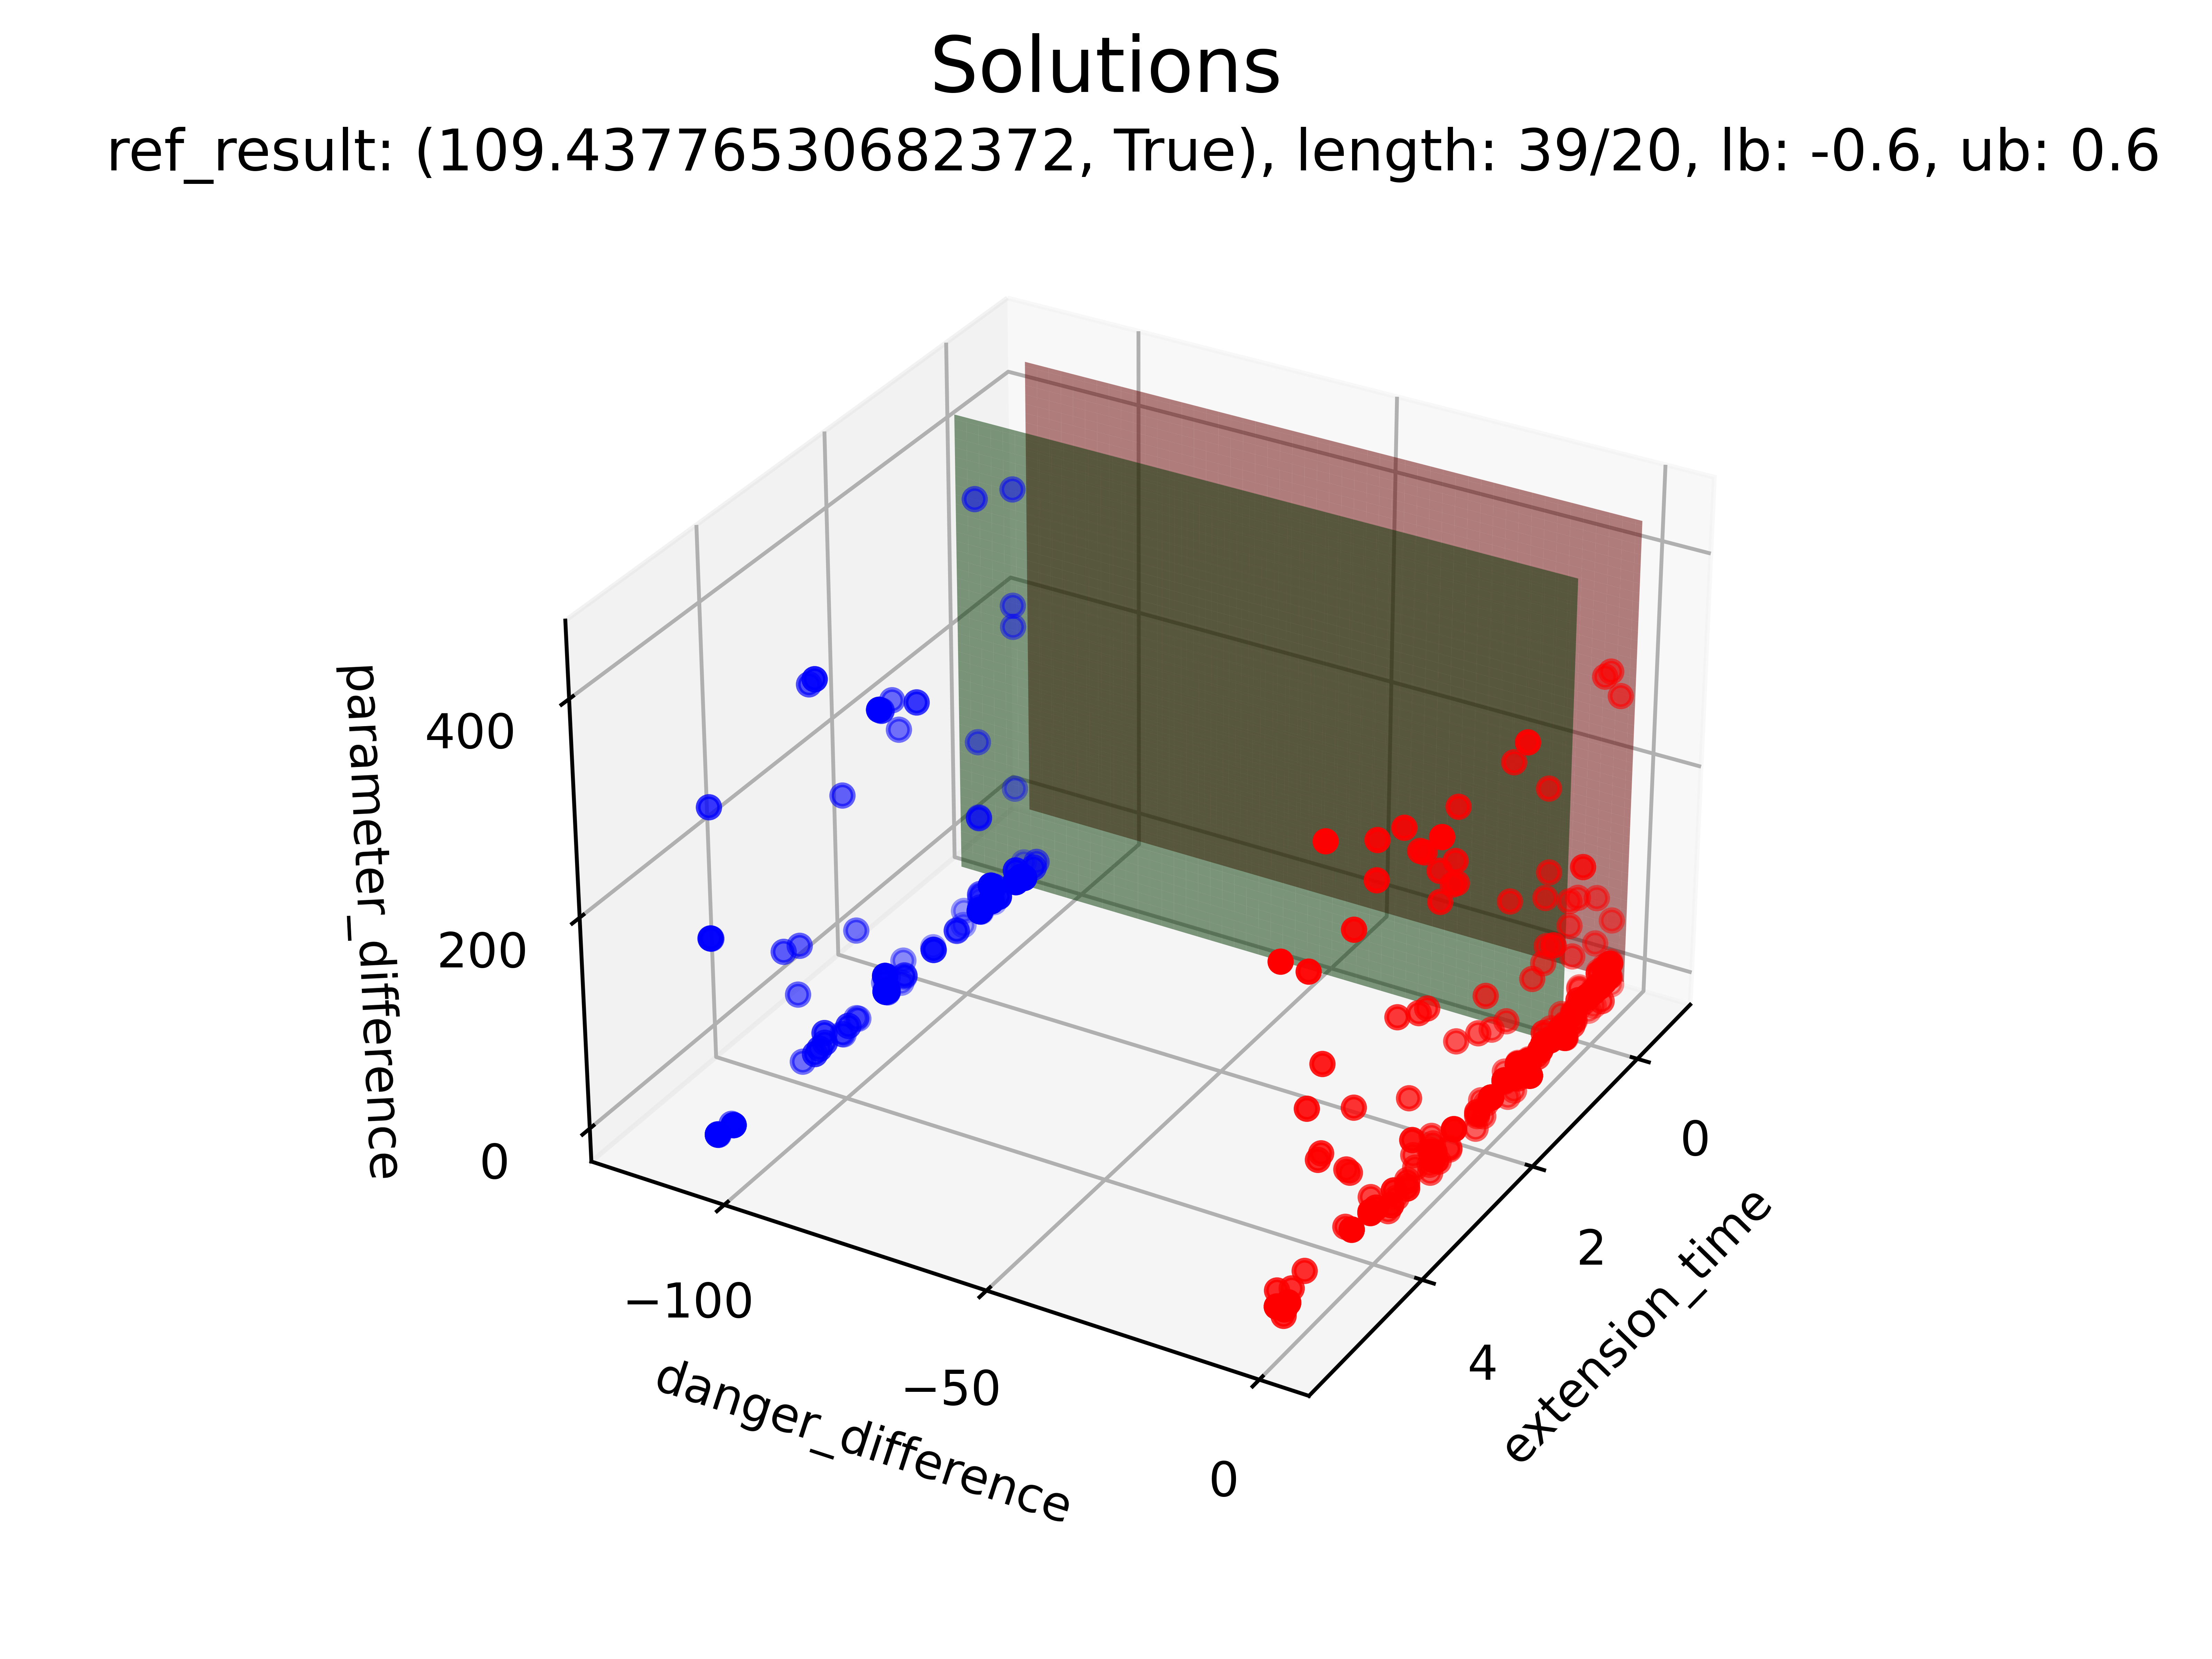 Solutions
ref_result: (109.43776530682372, True), length: 39/20, lb: -0.6, ub: 0.6
parameter_difference
400
200
0
−100
−50
0
danger_difference
0
2
4
extension_time